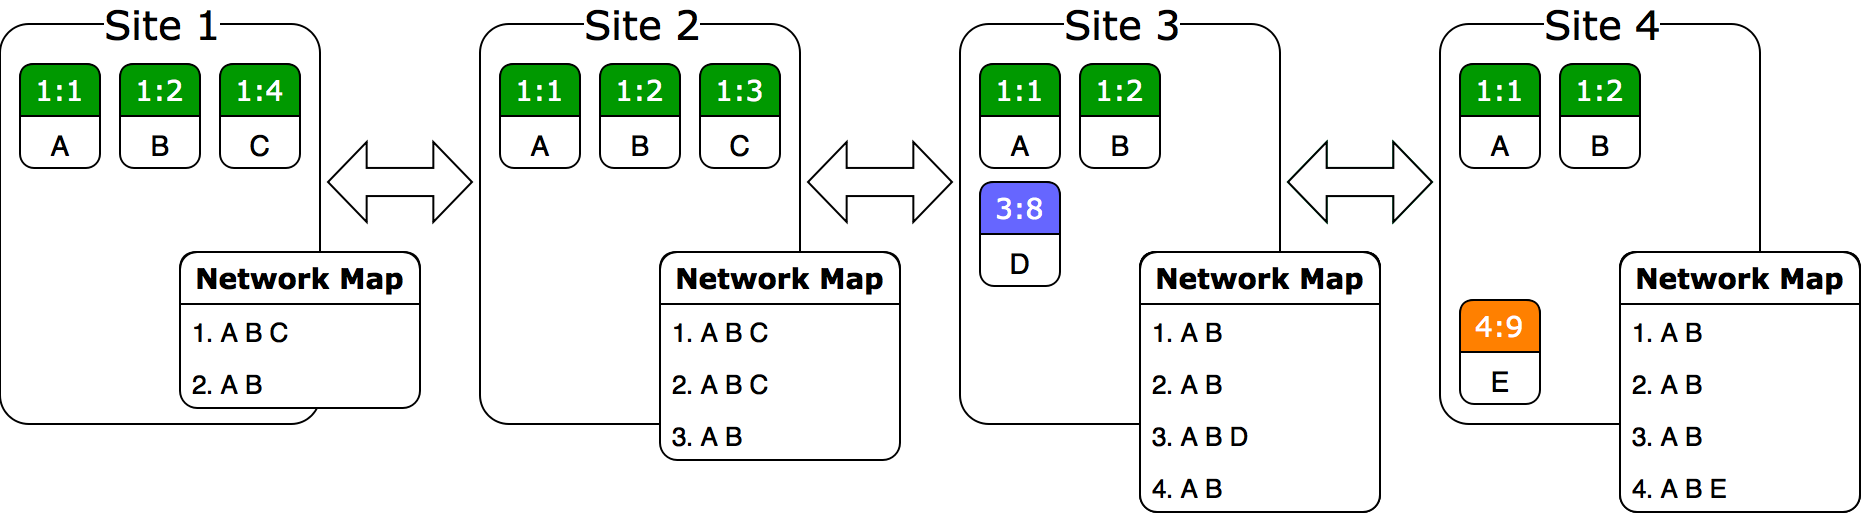 Site 1
1:1 1:2 1:4
A B C
Network Map
1. A B C
2. A B
Site 2
1:1 1:2 1:3
A B C
Network Map
1. A B C
2. A B C
3. A B
Site 3
1:1 1:2
A B
3:8
D
Network Map
1. A B
2. A B
3. A B D
4. A B
Site 4
1:1 1:2
A B
4:9
E
Network Map
1. A B
2. A B
3. A B
4. A B E